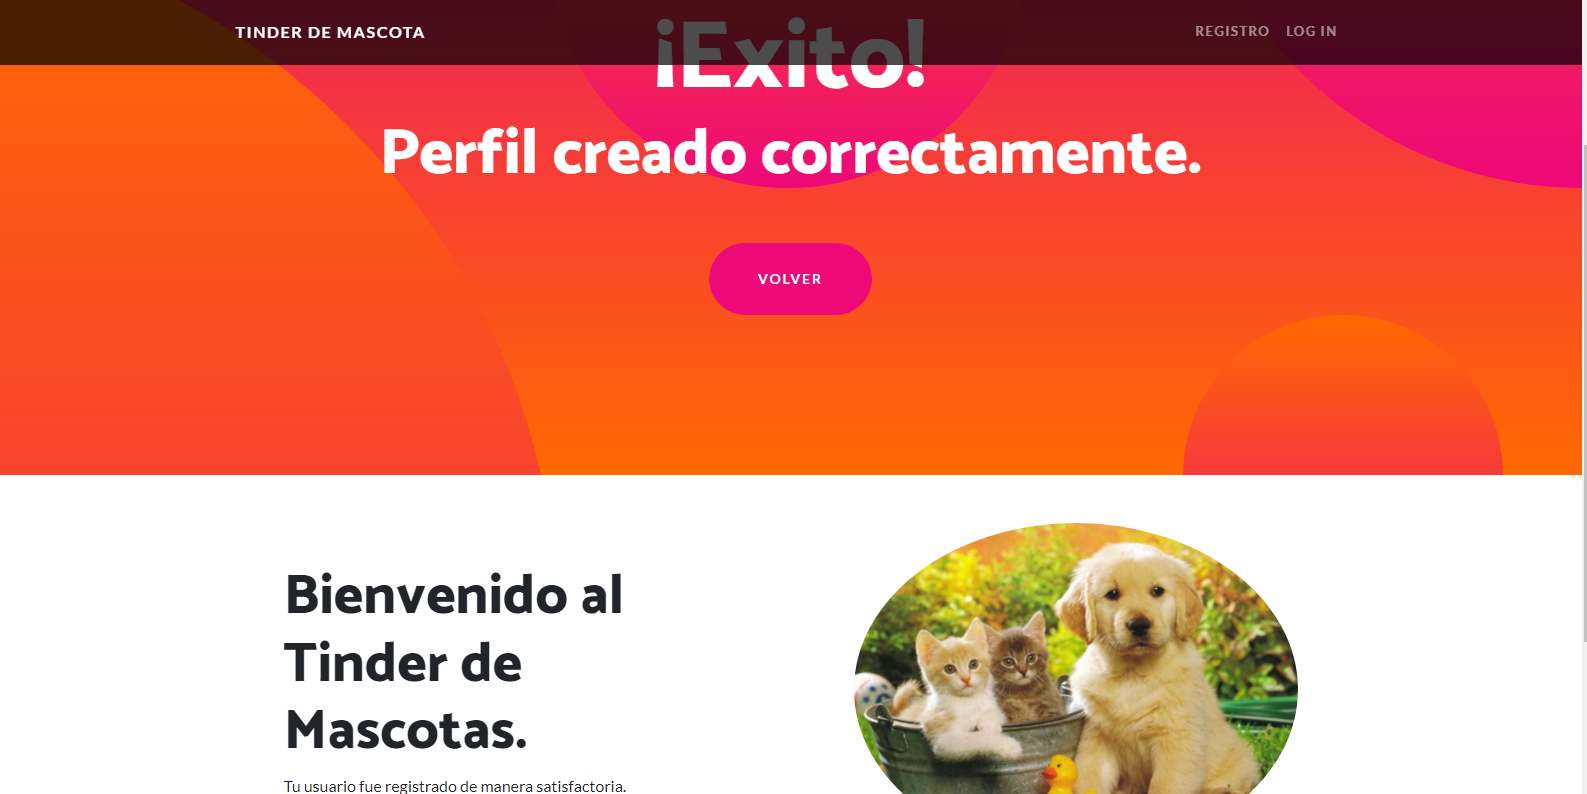 TINDER DE MASCOTA
REGISTRO LOG IN
¡Exito!
Perfil creado correctamente.
VOLVER
Bienvenido al
Tinder de
Mascotas.
Tu usuario fue registrado de manera satisfactoria.